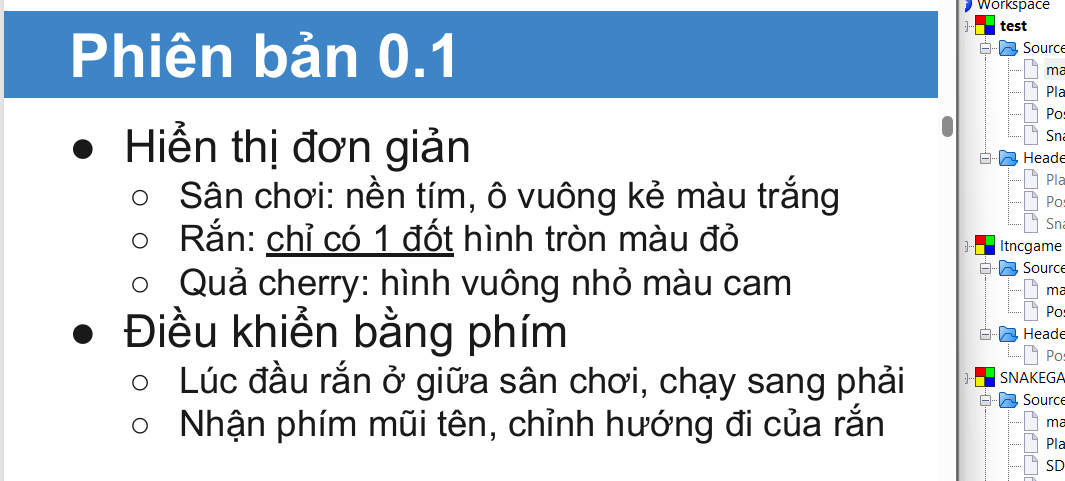 Phiên bản 0.1
● Hiển thị đơn giản
○ Sân chơi: nền tím, ô vuông kẻ màu trắng
○ Rắn: chỉ có 1 đốt hình tròn màu đỏ
○ Quả cherry: hình vuông nhỏ màu cam
● Điều khiển bằng phím
○ Lúc đầu rắn ở giữa sân chơi, chạy sang phải
○ Nhận phím mũi tên, chỉnh hướng đi của rắn
Workspace
test
Source
ma
Pla
Pos
Sna
Heade
Pla
Pos
Sna
ltncgame
Source
ma
Pos
Heade
Pos
SNAKEGA
Source
ma
Pla
SD